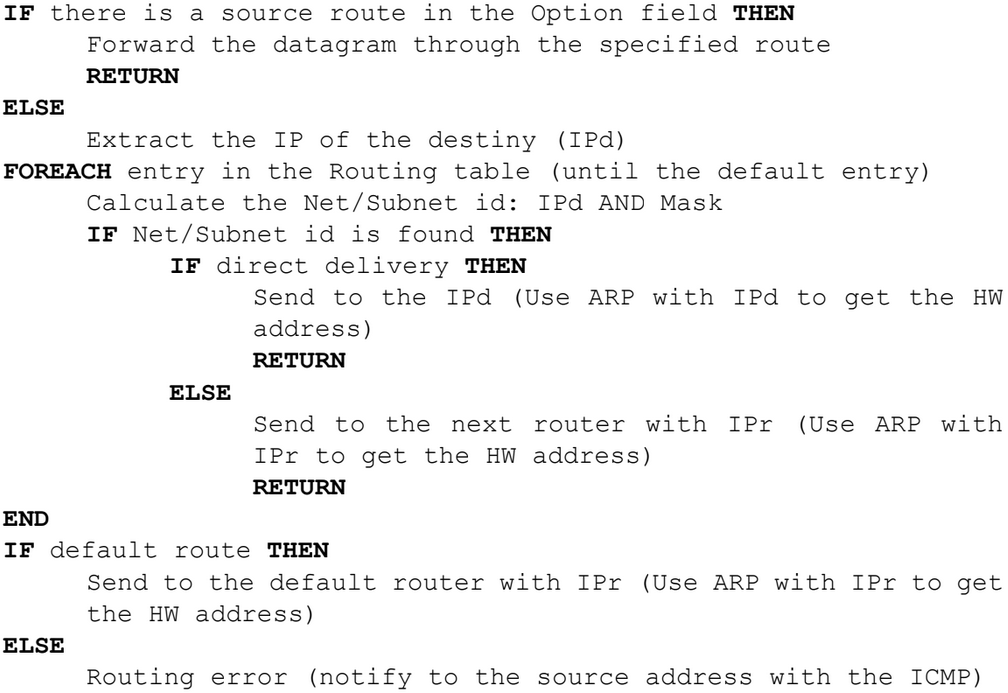 IF there is a source route in the Option field THEN
Forward the datagram through the specified route
RETURN
ELSE
Extract the IP of the destiny (IPd)
FOREACH entry in the Routing table (until the default entry)
Calculate the Net/Subnet id: IPd AND Mask
IF Net/Subnet id is found THEN
IF direct delivery THEN
Send to the IPd (Use ARP with IPd to get the HW
address)
RETURN
ELSE
Send to the next router with IPr (Use ARP with
IPr to get the HW address)
RETURN
END
IF default route THEN
Send to the default router with IPr (Use ARP with IPr to get
the HW address)
ELSE
Routing error (notify to the source address with the ICMP)